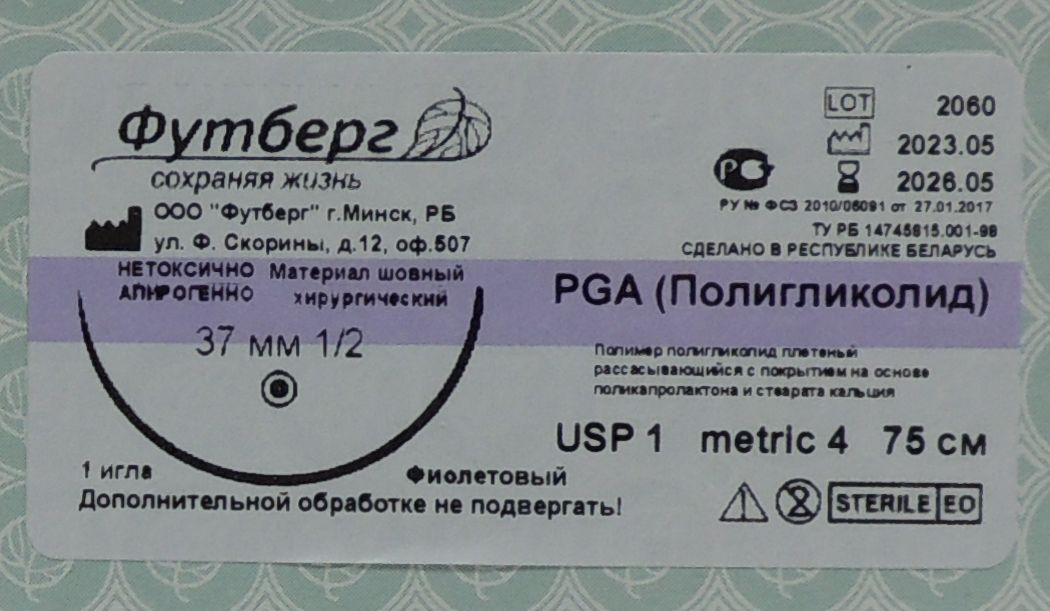 Футберг
сохраняя жизнь
ООО "Футберг" г.Минск, РБ
ул. Ф. Скорины, д.12, оф.507
НЕТОКСИЧНО Материал шовный
АПИРОГЕННО хирургический
37 мм 1/2
1 игла
Фиолетовый
Дополнительной обработке не подвергать!
LOT 2060
2023.05
2026.05
РУ № ФСЗ 2010/06091 от 27.01.2017
ТУ РБ 14745815.001-98
СДЕЛАНО В РЕСПУБЛИКЕ БЕЛАРУСЬ
PGA (Полигликолид)
Полимер полигликолид плетеный
рассасывающийся с покрытием на основе
поликапролактона и стеарата кальция
USP 1 metric 4 75 см
STERILE EO